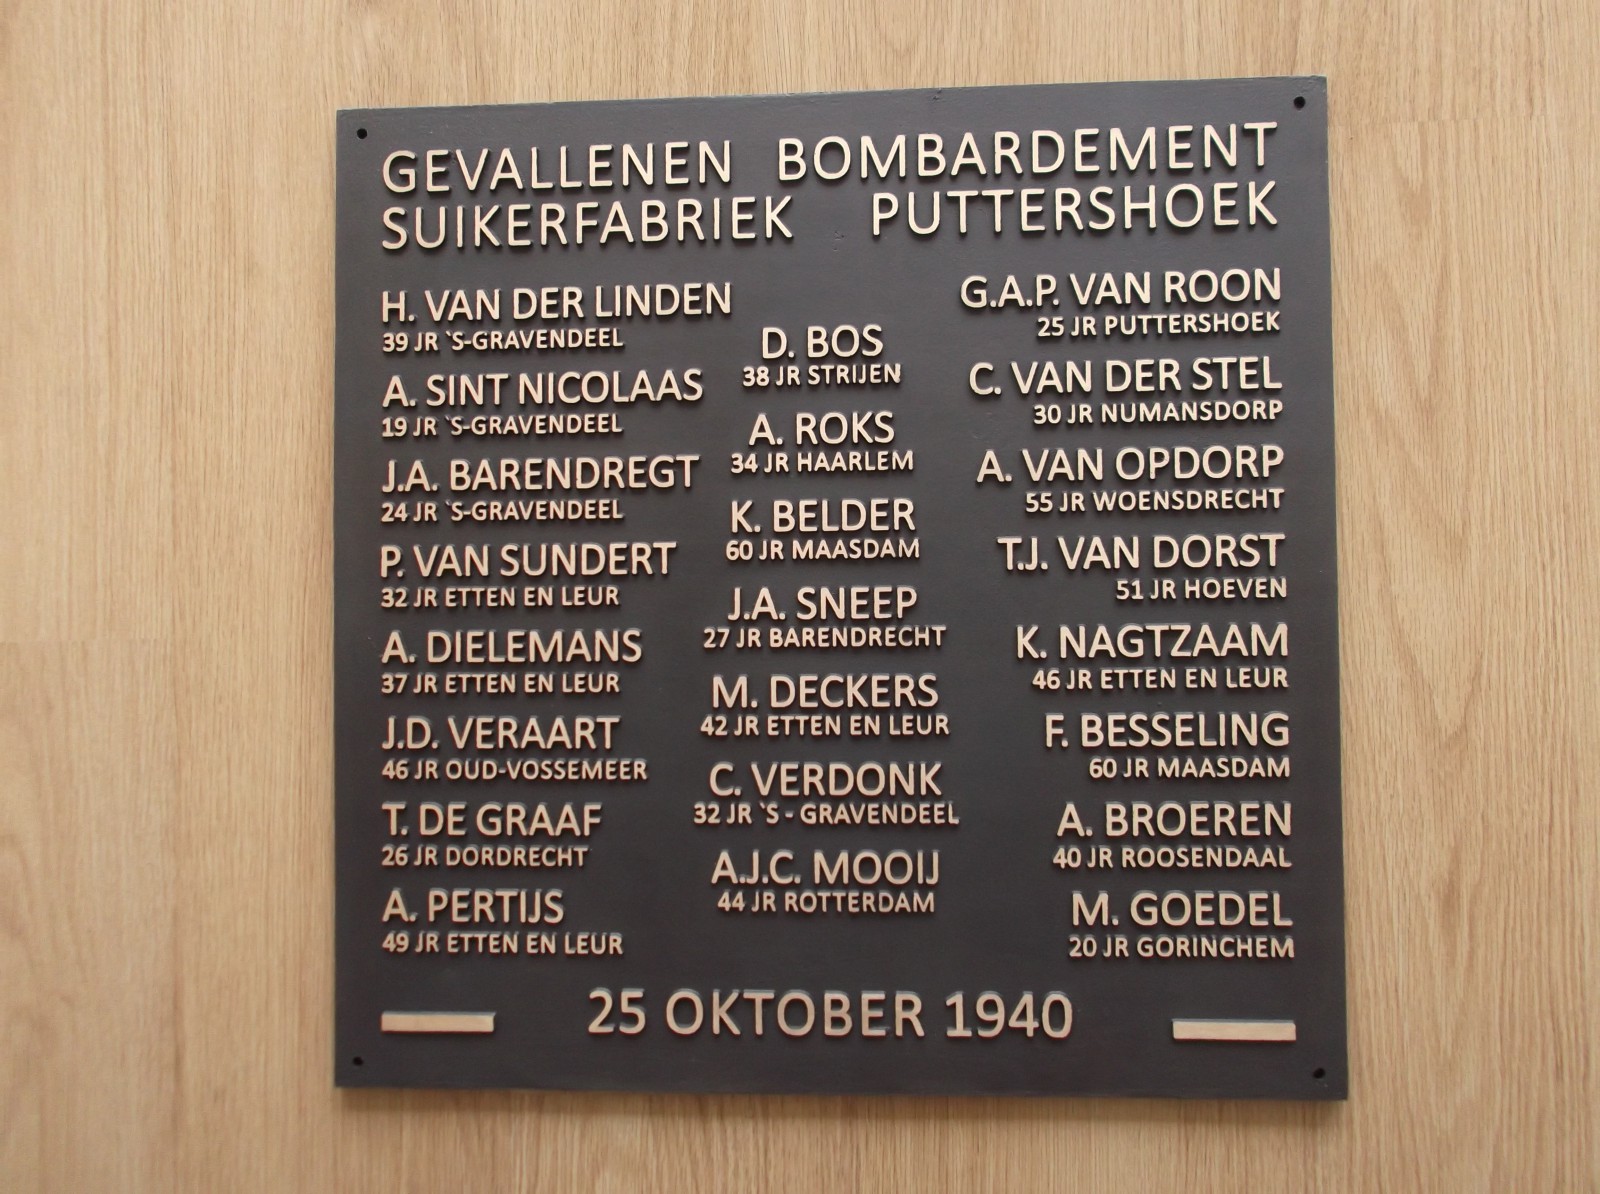 GEVALLENEN BOMBARDEMENT
SUIKERFABRIEK PUTTERSHOEK
H. VAN DER LINDEN
39 JR `S-GRAVENDEEL
A. SINT NICOLAAS
19 JR `S-GRAVENDEEL
J.A. BARENDREGT
24 JR `S-GRAVENDEEL
P. VAN SUNDERT
32 JR ETTEN EN LEUR
A. DIELEMANS
37 JR ETTEN EN LEUR
J.D. VERAART
46 JR OUD-VOSSEMEER
T. DE GRAAF
26 JR DORDRECHT
A. PERTIJS
49 JR ETTEN EN LEUR
D. BOS
38 JR STRIJEN
A. ROKS
34 JR HAARLEM
K. BELDER
60 JR MAASDAM
J.A. SNEEP
27 JR BARENDRECHT
M. DECKERS
42 JR ETTEN EN LEUR
C. VERDONK
32 JR `S - GRAVENDEEL
A.J.C. MOOIJ
44 JR ROTTERDAM
G.A.P. VAN ROON
25 JR PUTTERSHOEK
C. VAN DER STEL
30 JR NUMANSDORP
A. VAN OPDORP
55 JR WOENSDRECHT
T.J. VAN DORST
51 JR HOEVEN
K. NAGTZAAM
46 JR ETTEN EN LEUR
F. BESSELING
60 JR MAASDAM
A. BROEREN
40 JR ROOSENDAAL
M. GOEDEL
20 JR GORINCHEM
25 OKTOBER 1940